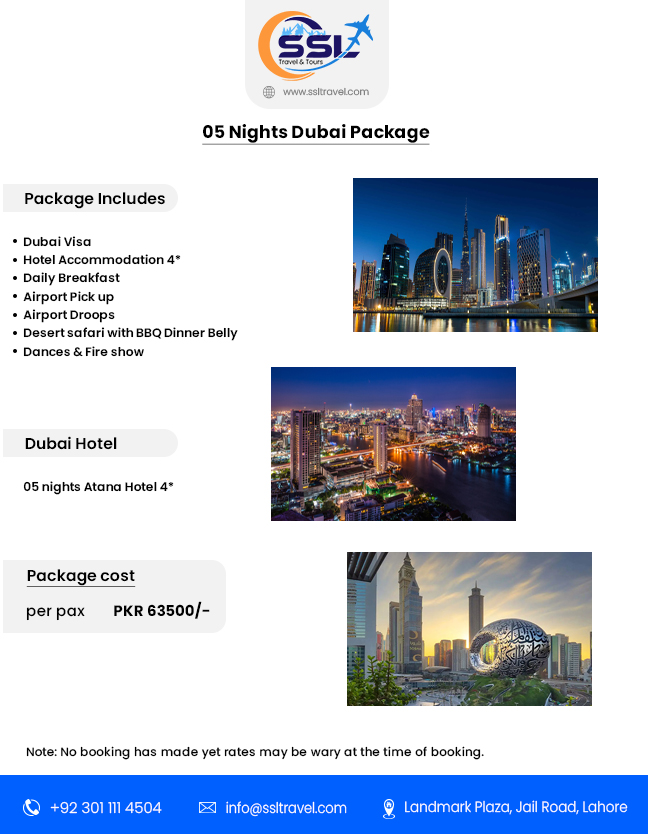 SSL
Travel & Tours
www.ssltravel.com
05 Nights Dubai Package
Package Includes
• Dubai Visa
• Hotel Accommodation 4*
• Daily Breakfast
• Airport Pick up
• Airport Droops
• Desert safari with BBQ Dinner Belly
• Dances & Fire show
Dubai Hotel
05 nights Atana Hotel 4*
Package cost
per pax PKR 63500/-
Note: No booking has made yet rates may be wary at the time of booking.
+92 301 111 4504 info@ssltravel.com Landmark Plaza, Jail Road, Lahore